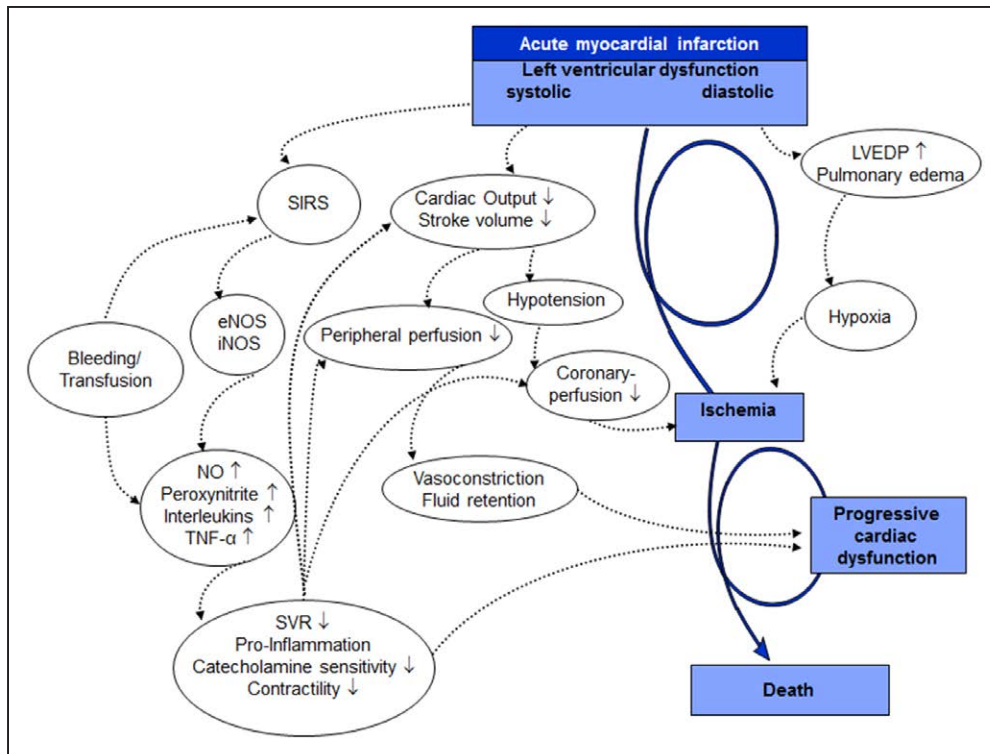 Acute myocardial infarction
Left ventricular dysfunction
systolic diastolic
LVEDP ↑
Pulmonary edema
SIRS
Cardiac Output ↓
Stroke volume ↓
Hypotension
Hypoxia
eNOS
iNOS
Peripheral perfusion ↓
Bleeding/
Transfusion
Coronary-
perfusion ↓
Ischemia
NO ↑
Peroxynitrite ↑
Interleukins ↑
TNF-α ↑
Vasoconstriction
Fluid retention
Progressive
cardiac
dysfunction
SVR ↓
Pro-Inflammation
Catecholamine sensitivity ↓
Contractility ↓
Death